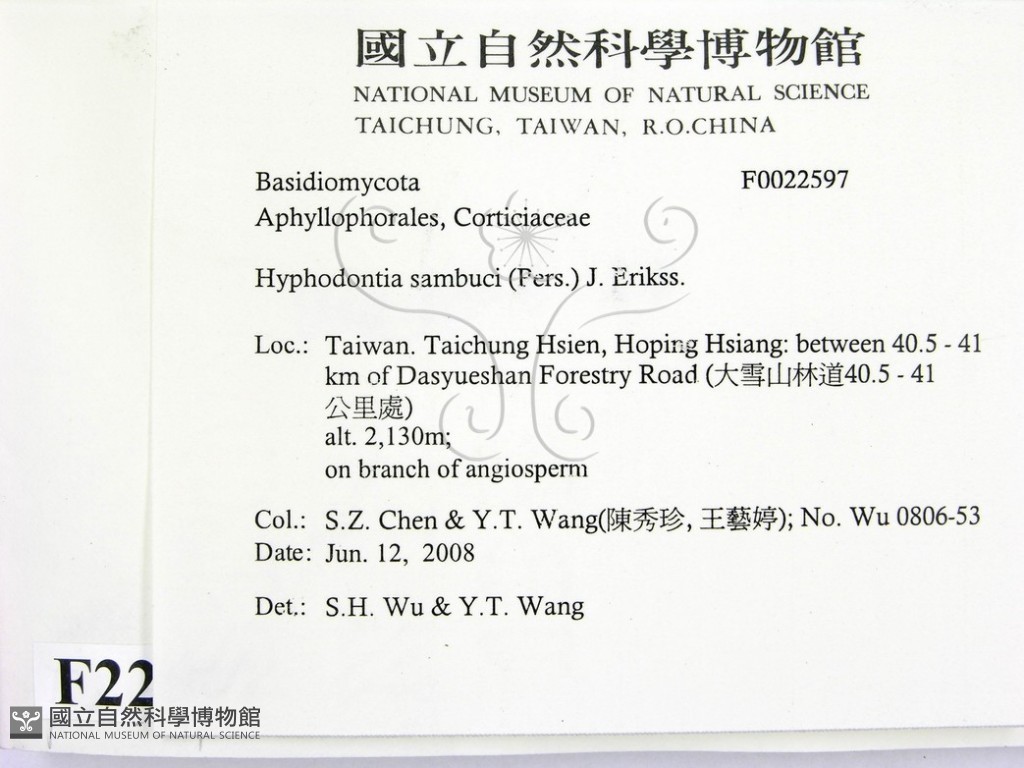 國立自然科學博物館
NATIONAL MUSEUM OF NATURAL SCIENCE
TAICHUNG, TAIWAN, R.O.CHINA
Basidiomycota F0022597
Aphyllophorales, Corticiaceae
Hyphodontia sambuci (Pers.) J. Erikss.
Loc.: Taiwan. Taichung Hsien, Hoping Hsiang: between 40.5 - 41
km of Dasyueshan Forestry Road (大雪山林道40.5 - 41
公里處)
alt. 2,130m;
on branch of angiosperm
Col.: S.Z. Chen & Y.T. Wang(陳秀珍, 王藝婷); No. Wu 0806-53
Date: Jun. 12, 2008
Det.: S.H. Wu & Y.T. Wang
F22
國立自然科學博物館
NATIONAL MUSEUM OF NATURAL SCIENCE